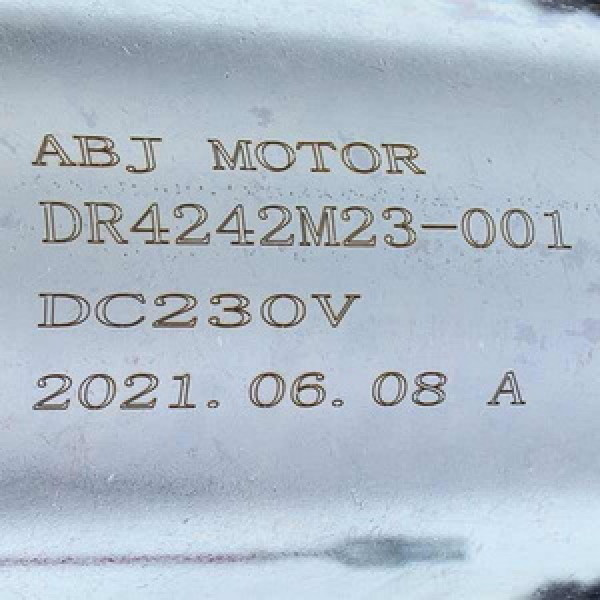 ABJ MOTOR
DR4242M23-001
DC230V
2021.06.08 A